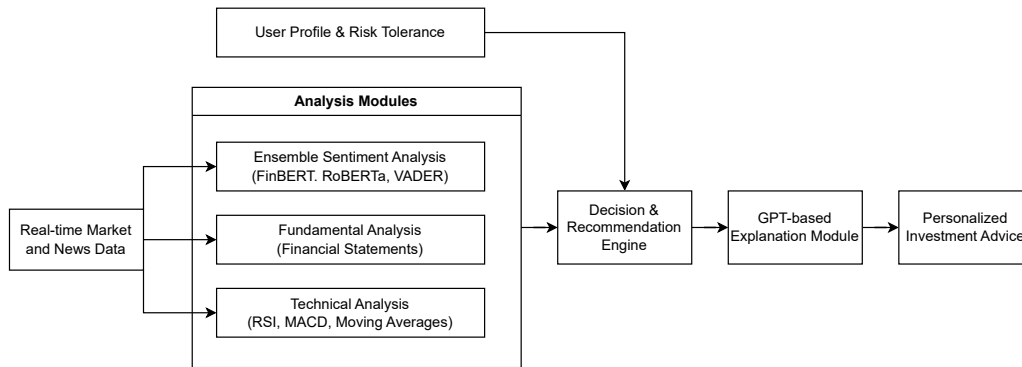 User Profile & Risk Tolerance
Analysis Modules
Ensemble Sentiment Analysis
(FinBERT. RoBERTa, VADER)
Real-time Market
and News Data
Fundamental Analysis
(Financial Statements)
Technical Analysis
(RSI, MACD, Moving Averages)
Decision &
Recommendation
Engine
GPT-based
Explanation Module
Personalized
Investment Advice